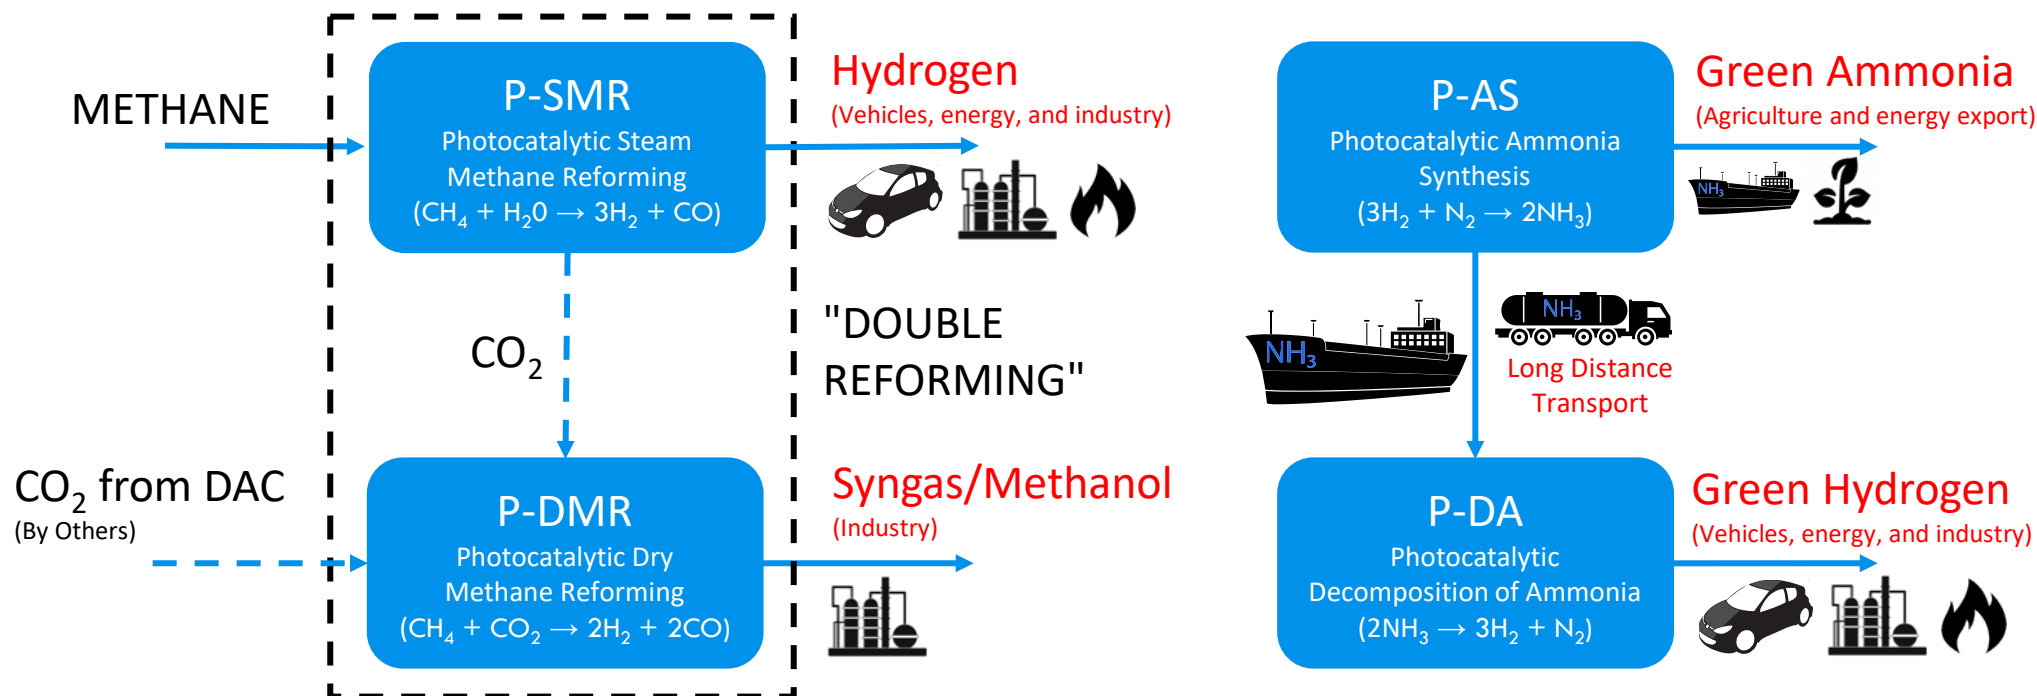 METHANE
P-SMR
Photocatalytic Steam
Methane Reforming
(CH₄ + H₂0 → 3H₂ + CO)
Hydrogen
(Vehicles, energy, and industry)
CO₂
"DOUBLE
REFORMING"
CO₂ from DAC
(By Others)
P-DMR
Photocatalytic Dry
Methane Reforming
(CH₄ + CO₂ → 2H₂ + 2CO)
Syngas/Methanol
(Industry)
P-AS
Photocatalytic Ammonia
Synthesis
(3H₂ + N₂ → 2NH₃)
Green Ammonia
(Agriculture and energy export)
NH₃
NH₃
NH₃
Long Distance
Transport
P-DA
Photocatalytic
Decomposition of Ammonia
(2NH₃ → 3H₂ + N₂)
Green Hydrogen
(Vehicles, energy, and industry)